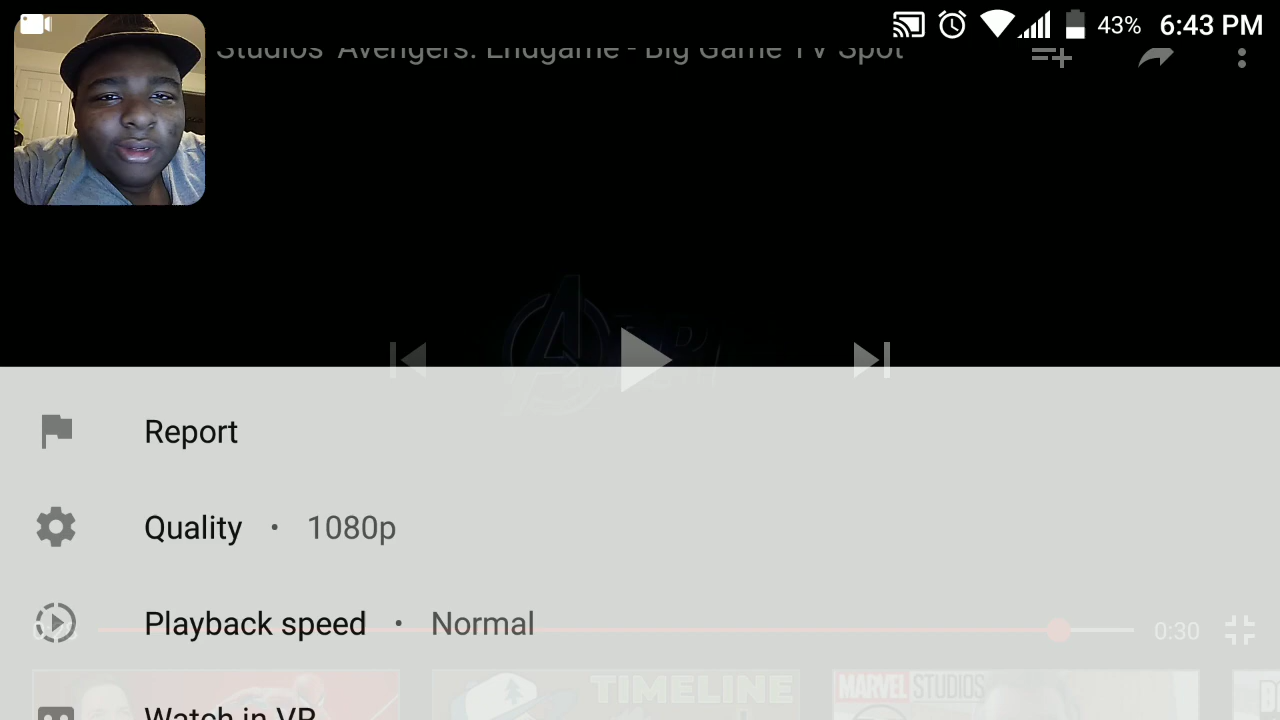 43% 6:43 PM
Studios' Avengers: Endgame - Big Game TV Spot
Report
Quality • 1080p
Playback speed • Normal
0:30
TIMELINE
MARVEL STUDIOS
Watch in VR